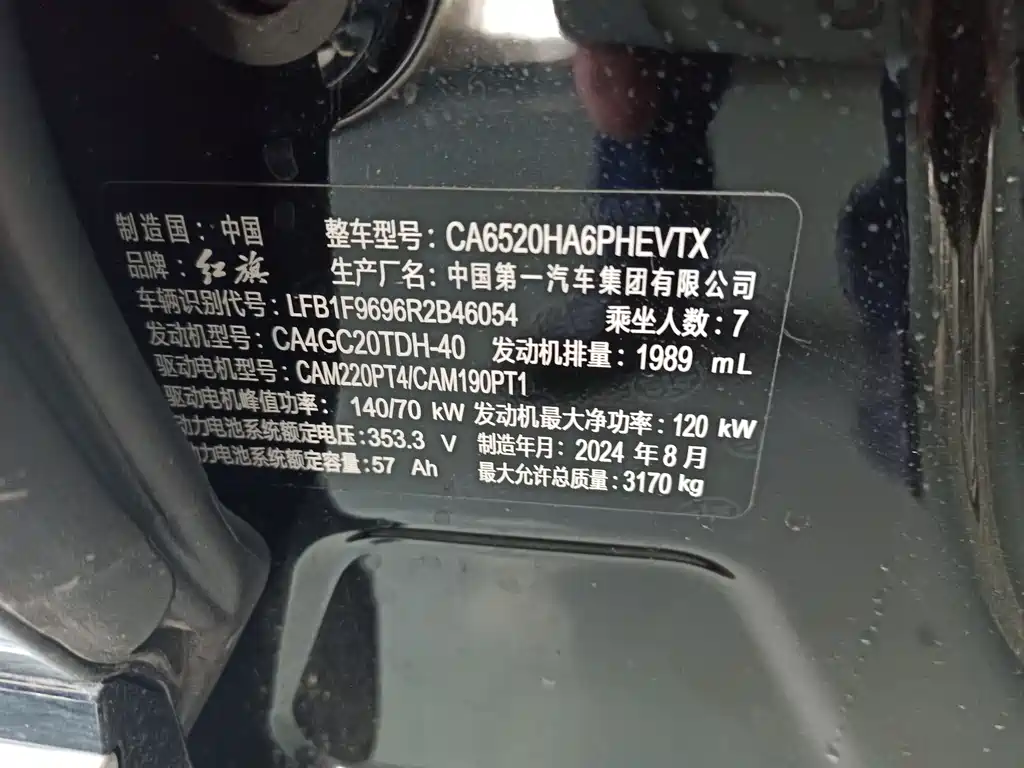 制造国：中国 整车型号：CA6520HA6PHEVTX
品牌：红旗 生产厂名：中国第一汽车集团有限公司
车辆识别代号：LFB1F9696R2B46054 乘坐人数：7
发动机型号：CA4GC20TDH-40 发动机排量：1989 mL
驱动电机型号：CAM220PT4/CAM190PT1
驱动电机峰值功率：140/70 kW 发动机最大净功率：120 kW
动力电池系统额定电压：353.3 V 制造年月：2024 年 8 月
动力电池系统额定容量：57 Ah 最大允许总质量：3170 kg